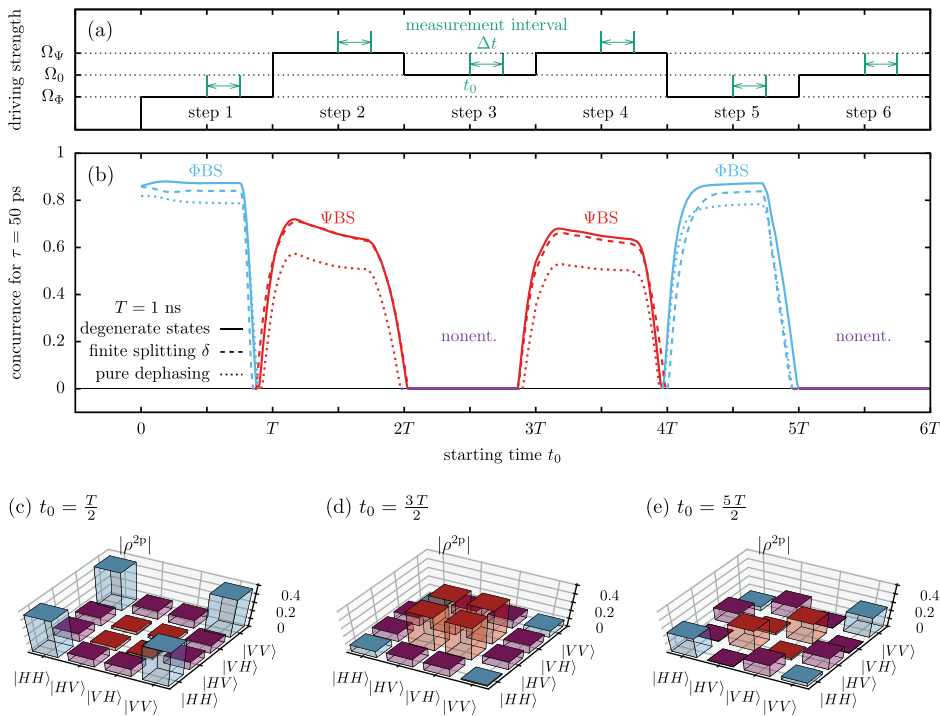 (a)
driving strength
Ω_Ψ
Ω_0
Ω_Φ
measurement interval
Δt
t_0
step 1
step 2
step 3
step 4
step 5
step 6
(b)
concurrence for τ = 50 ps
1
0.8
0.6
0.4
0.2
0
ΦBS
ΨBS
ΨBS
ΦBS
nonent.
nonent.
T = 1 ns
degenerate states
finite splitting δ
pure dephasing
0
T
2T
3T
4T
5T
6T
starting time t_0
(c) t_0 = T/2
|ρ^2p|
0.4
0.2
0
|HH⟩
|HV⟩
|VH⟩
|VV⟩
|HH⟩
|HV⟩
|VH⟩
|VV⟩
(d) t_0 = 3T/2
|ρ^2p|
0.4
0.2
0
|HH⟩
|HV⟩
|VH⟩
|VV⟩
|HH⟩
|HV⟩
|VH⟩
|VV⟩
(e) t_0 = 5T/2
|ρ^2p|
0.4
0.2
0
|HH⟩
|HV⟩
|VH⟩
|VV⟩
|HH⟩
|HV⟩
|VH⟩
|VV⟩